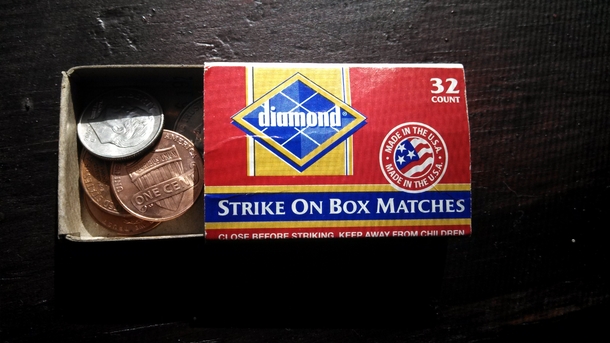 32
COUNT
diamond®
MADE IN THE U.S.A.
MADE IN THE U.S.A.
ONE CENT
STRIKE ON BOX MATCHES
CLOSE BEFORE STRIKING. KEEP AWAY FROM CHILDREN